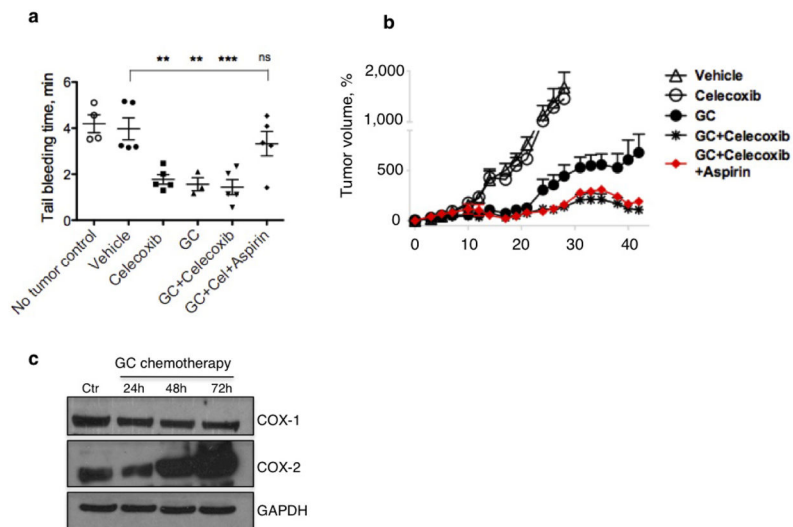 a
** ** *** ns
Tail bleeding time, min
6
4
2
0
No tumor control
Vehicle
Celecoxib
GC
GC+Celecoxib
GC+Cel+Aspirin
b
Tumor volume, %
2,000
1,000
500
0
0 10 20 30 40
Vehicle
Celecoxib
GC
GC+Celecoxib
GC+Celecoxib
+Aspirin
c
GC chemotherapy
Ctr 24h 48h 72h
COX-1
COX-2
GAPDH